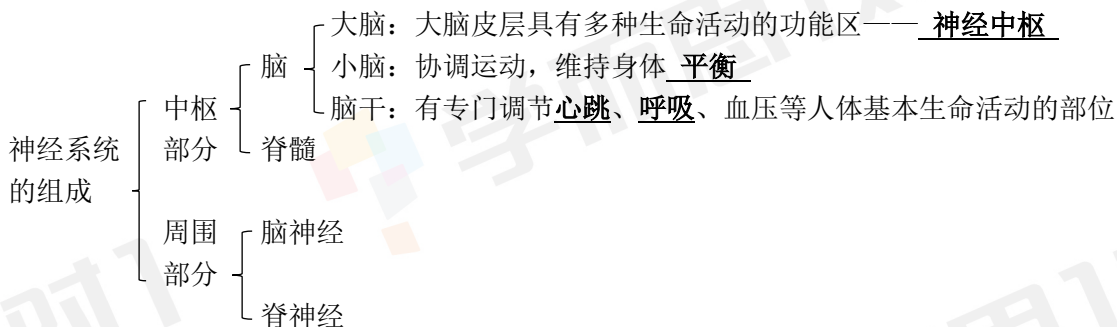 大脑：大脑皮层具有多种生命活动的功能区—— 神经中枢
脑 小脑：协调运动，维持身体 平衡
中枢 脑干：有专门调节心跳、呼吸、血压等人体基本生命活动的部位
神经系统 部分 脊髓
的组成
周围 脑神经
部分
脊神经
学而思